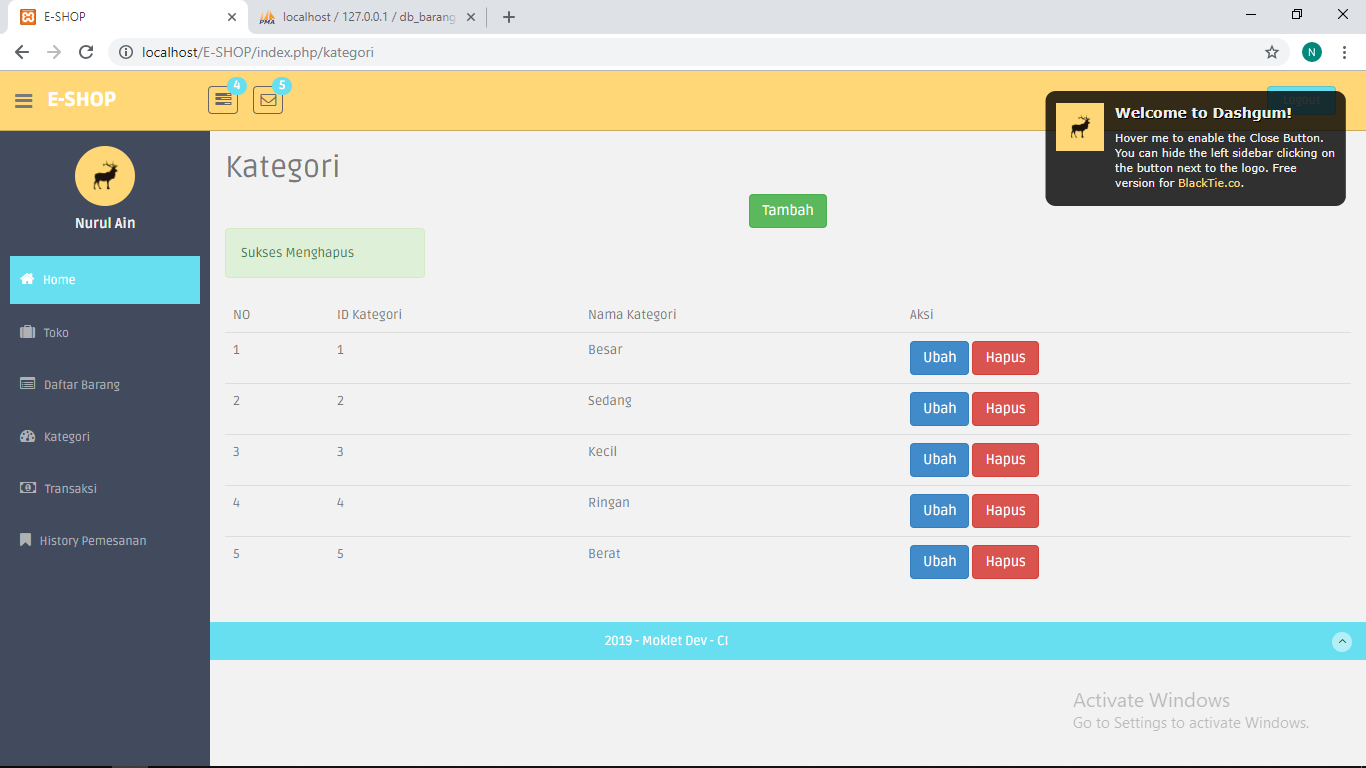 E-SHOP
localhost / 127.0.0.1 / db_barang
localhost/E-SHOP/index.php/kategori
N
E-SHOP
4
5
Logout
Welcome to Dashgum!
Hover me to enable the Close Button.
You can hide the left sidebar clicking on
the button next to the logo. Free
version for BlackTie.co.
Nurul Ain
Home
Toko
Daftar Barang
Kategori
Transaksi
History Pemesanan
Kategori
Tambah
Sukses Menghapus
NO ID Kategori Nama Kategori Aksi
1 1 Besar Ubah Hapus
2 2 Sedang Ubah Hapus
3 3 Kecil Ubah Hapus
4 4 Ringan Ubah Hapus
5 5 Berat Ubah Hapus
2019 - Moklet Dev - CI
Activate Windows
Go to Settings to activate Windows.